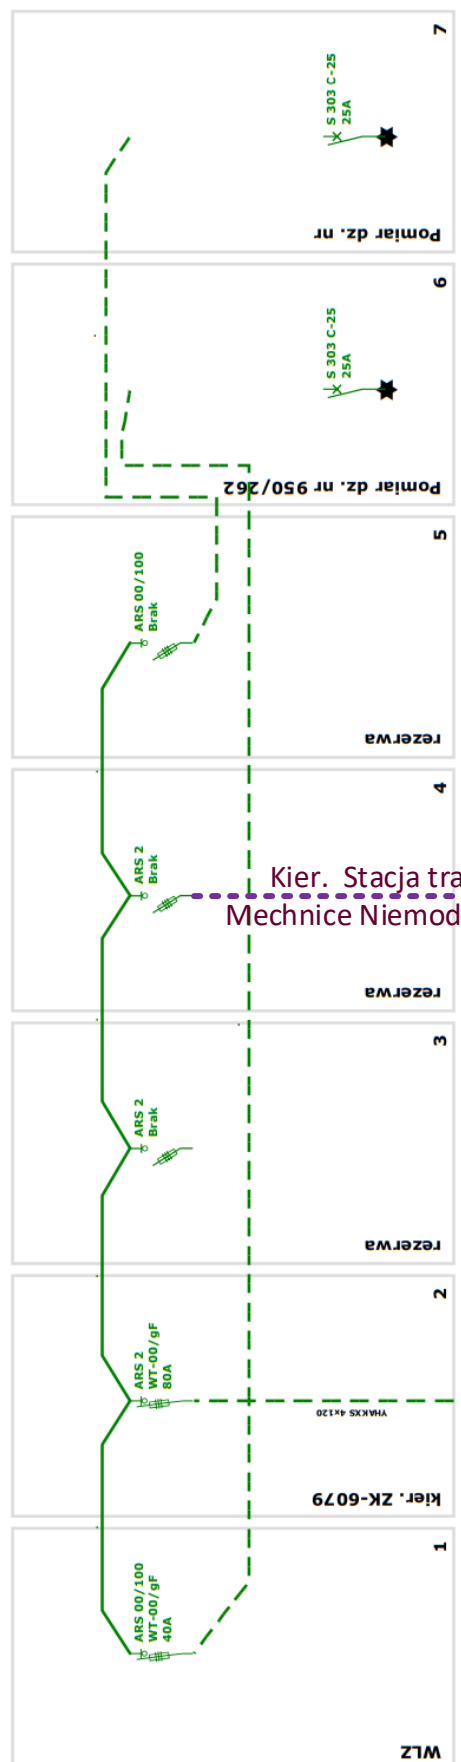 7
S 303 C-25
25A
Pomiar dz. nr
6
S 303 C-25
25A
Pomiar dz. nr 950/262
5
ARS 00/100
Brak
rezerwa
4
ARS 2
Brak
Kier. Stacja tra
Mechnice Niemod
rezerwa
3
ARS 2
Brak
rezerwa
2
ARS 2
WT-00/gF
80A
YHAKXS 4x120
kier. ZK-6079
1
ARS 00/100
WT-00/gF
40A
WLZ